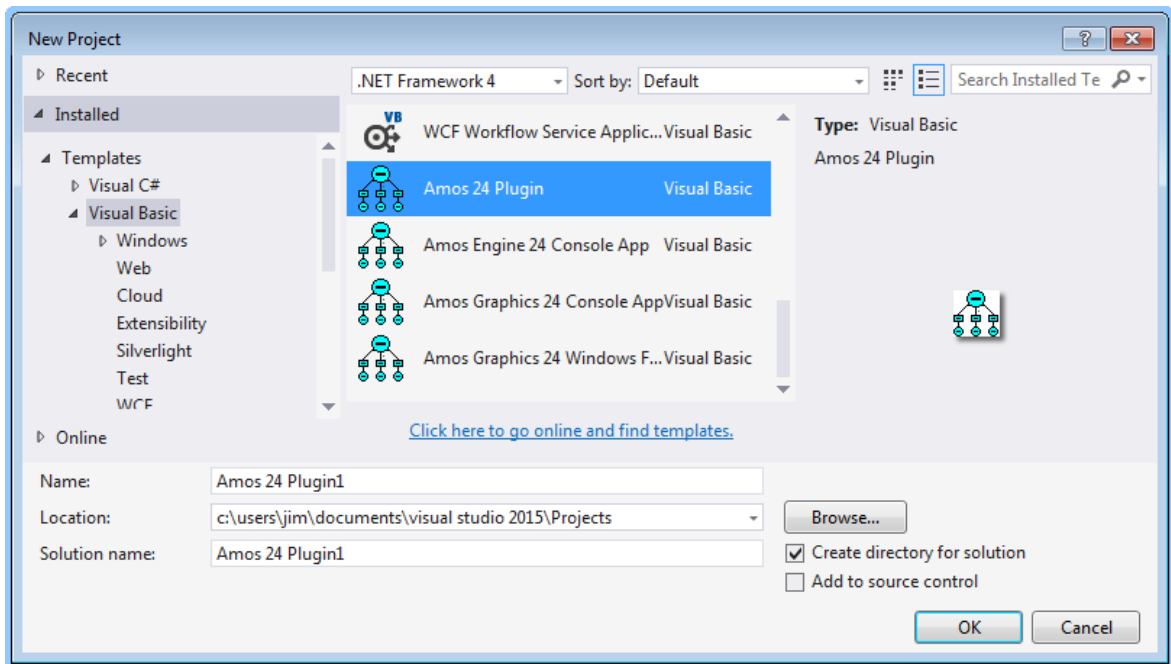 New Project
Recent
.NET Framework 4
Sort by: Default
Search Installed Te
Installed
Templates
Visual C#
Visual Basic
Windows
Web
Cloud
Extensibility
Silverlight
Test
WCF
Online
VB
WCF Workflow Service Applic... Visual Basic
Amos 24 Plugin Visual Basic
Amos Engine 24 Console App Visual Basic
Amos Graphics 24 Console App Visual Basic
Amos Graphics 24 Windows F... Visual Basic
Click here to go online and find templates.
Type: Visual Basic
Amos 24 Plugin
Name: Amos 24 Plugin1
Location: c:\users\jim\documents\visual studio 2015\Projects
Browse...
Solution name: Amos 24 Plugin1
Create directory for solution
Add to source control
OK
Cancel